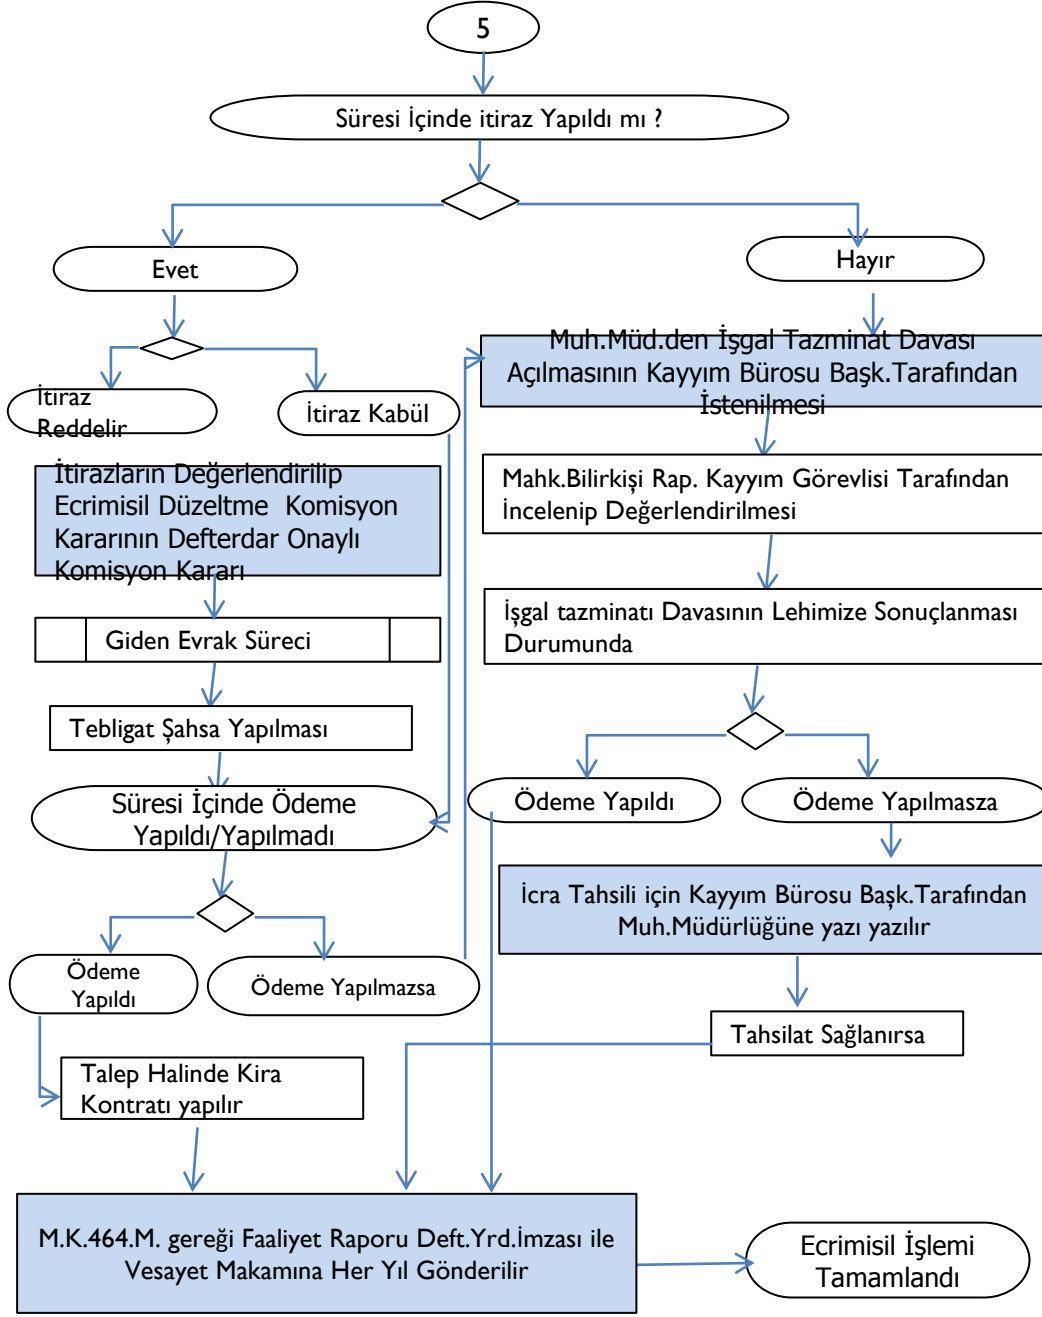 5
Süresi İçinde itiraz Yapıldı mı ?
Evet
Hayır
İtiraz
Reddelir
İtiraz Kabül
Muh.Müd.den İşgal Tazminat Davası
Açılmasının Kayyım Bürosu Başk.Tarafından
İstenilmesi
İtirazların Değerlendirilip
Ecrimisil Düzeltme  Komisyon
Kararının Defterdar Onaylı
Komisyon Kararı
Mahk.Bilirkişi Rap. Kayyım Görevlisi Tarafından
İncelenip Değerlendirilmesi
Giden Evrak Süreci
İşgal tazminatı Davasının Lehimize Sonuçlanması
Durumunda
Tebligat Şahsa Yapılması
Süresi İçinde Ödeme
Yapıldı/Yapılmadı
Ödeme Yapıldı
Ödeme Yapılmasza
İcra Tahsili için Kayyım Bürosu Başk.Tarafından
Muh.Müdürlüğüne yazı yazılır
Ödeme
Yapıldı
Ödeme Yapılmazsa
Tahsilat Sağlanırsa
Talep Halinde Kira
Kontratı yapılır
M.K.464.M. gereği Faaliyet Raporu Deft.Yrd.İmzası ile
Vesayet Makamına Her Yıl Gönderilir
Ecrimisil İşlemi
Tamamlandı